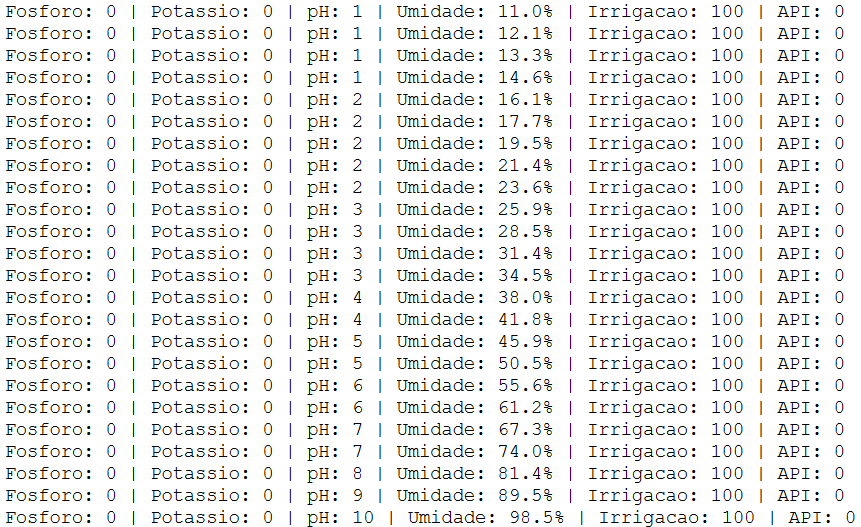 Fosforo: 0 | Potassio: 0 | pH: 1 | Umidade: 11.0% | Irrigacao: 100 | API: 0
Fosforo: 0 | Potassio: 0 | pH: 1 | Umidade: 12.1% | Irrigacao: 100 | API: 0
Fosforo: 0 | Potassio: 0 | pH: 1 | Umidade: 13.3% | Irrigacao: 100 | API: 0
Fosforo: 0 | Potassio: 0 | pH: 1 | Umidade: 14.6% | Irrigacao: 100 | API: 0
Fosforo: 0 | Potassio: 0 | pH: 2 | Umidade: 16.1% | Irrigacao: 100 | API: 0
Fosforo: 0 | Potassio: 0 | pH: 2 | Umidade: 17.7% | Irrigacao: 100 | API: 0
Fosforo: 0 | Potassio: 0 | pH: 2 | Umidade: 19.5% | Irrigacao: 100 | API: 0
Fosforo: 0 | Potassio: 0 | pH: 2 | Umidade: 21.4% | Irrigacao: 100 | API: 0
Fosforo: 0 | Potassio: 0 | pH: 2 | Umidade: 23.6% | Irrigacao: 100 | API: 0
Fosforo: 0 | Potassio: 0 | pH: 3 | Umidade: 25.9% | Irrigacao: 100 | API: 0
Fosforo: 0 | Potassio: 0 | pH: 3 | Umidade: 28.5% | Irrigacao: 100 | API: 0
Fosforo: 0 | Potassio: 0 | pH: 3 | Umidade: 31.4% | Irrigacao: 100 | API: 0
Fosforo: 0 | Potassio: 0 | pH: 3 | Umidade: 34.5% | Irrigacao: 100 | API: 0
Fosforo: 0 | Potassio: 0 | pH: 4 | Umidade: 38.0% | Irrigacao: 100 | API: 0
Fosforo: 0 | Potassio: 0 | pH: 4 | Umidade: 41.8% | Irrigacao: 100 | API: 0
Fosforo: 0 | Potassio: 0 | pH: 5 | Umidade: 45.9% | Irrigacao: 100 | API: 0
Fosforo: 0 | Potassio: 0 | pH: 5 | Umidade: 50.5% | Irrigacao: 100 | API: 0
Fosforo: 0 | Potassio: 0 | pH: 6 | Umidade: 55.6% | Irrigacao: 100 | API: 0
Fosforo: 0 | Potassio: 0 | pH: 6 | Umidade: 61.2% | Irrigacao: 100 | API: 0
Fosforo: 0 | Potassio: 0 | pH: 7 | Umidade: 67.3% | Irrigacao: 100 | API: 0
Fosforo: 0 | Potassio: 0 | pH: 7 | Umidade: 74.0% | Irrigacao: 100 | API: 0
Fosforo: 0 | Potassio: 0 | pH: 8 | Umidade: 81.4% | Irrigacao: 100 | API: 0
Fosforo: 0 | Potassio: 0 | pH: 9 | Umidade: 89.5% | Irrigacao: 100 | API: 0
Fosforo: 0 | Potassio: 0 | pH: 10 | Umidade: 98.5% | Irrigacao: 100 | API: 0